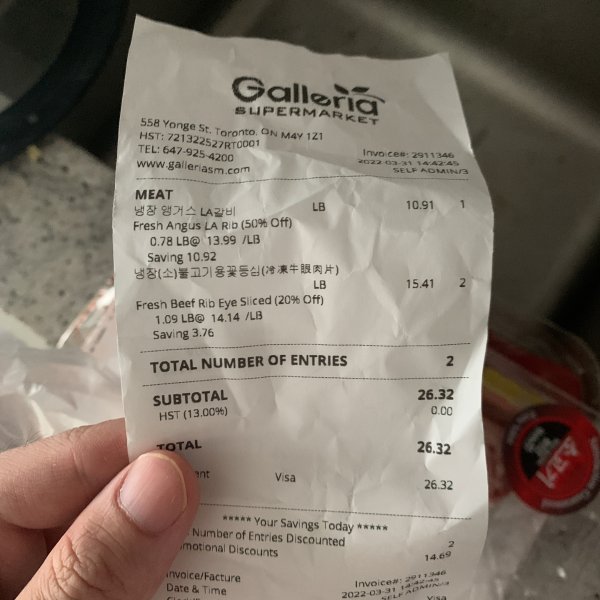 Galleria
SUPERMARKET
558 Yonge St. Toronto, ON M4Y 1Z1
HST: 721322527RT0001
TEL: 647-925-4200
www.galleriasm.com
Invoice#: 2911346
2022-03-31 14:42:45
SELF ADMIN/3
MEAT
냉장 앵거스 LA갈비 LB 10.91 1
Fresh Angus LA Rib (50% Off)
0.78 LB@ 13.99 /LB
Saving 10.92
냉장(소)불고기용꽃등심(冷凍牛眼肉片)
LB 15.41 2
Fresh Beef Rib Eye Sliced (20% Off)
1.09 LB@ 14.14 /LB
Saving 3.76
TOTAL NUMBER OF ENTRIES 2
SUBTOTAL 26.32
HST (13.00%) 0.00
TOTAL 26.32
Visa 26.32
***** Your Savings Today *****
Number of Entries Discounted 2
motional Discounts 14.69
nvoice/Facture Invoice#: 2911346
Date & Time 2022-03-31 14:42:45
SELF ADMIN/3
Visa